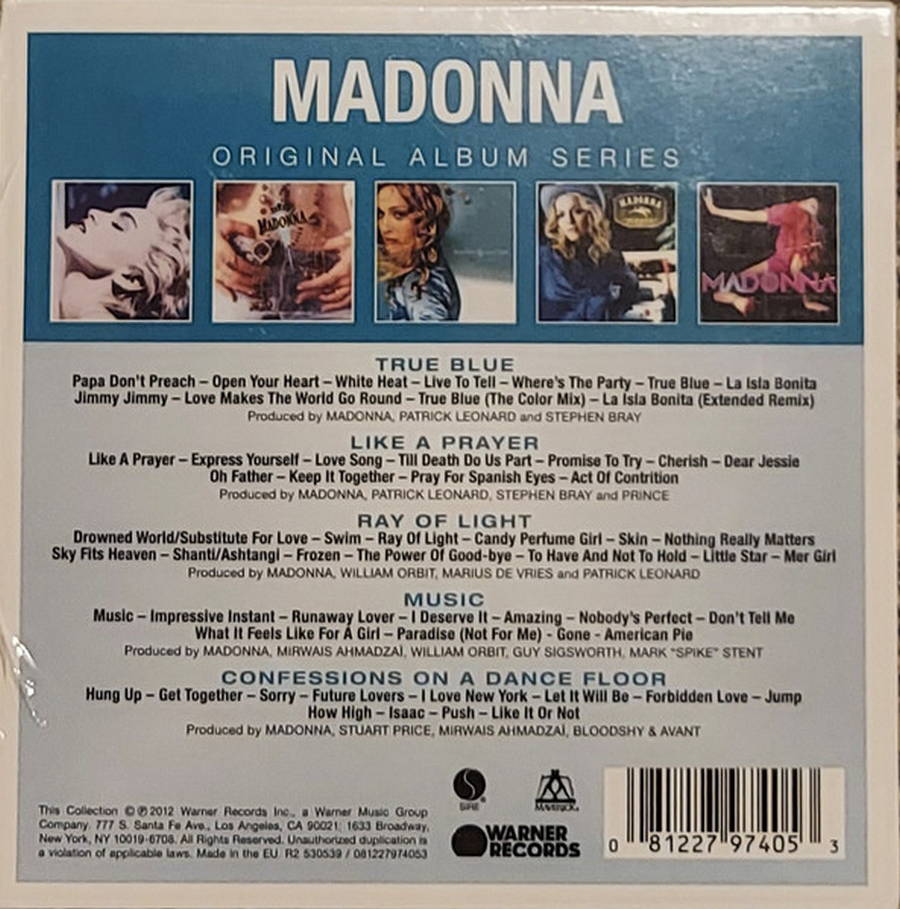 MADONNA
ORIGINAL ALBUM SERIES
MADONNA
MADONNA
MADONNA
TRUE BLUE
Papa Don't Preach – Open Your Heart – White Heat – Live To Tell – Where's The Party – True Blue – La Isla Bonita
Jimmy Jimmy – Love Makes The World Go Round – True Blue (The Color Mix) – La Isla Bonita (Extended Remix)
Produced by MADONNA, PATRICK LEONARD and STEPHEN BRAY
LIKE A PRAYER
Like A Prayer – Express Yourself – Love Song – Till Death Do Us Part – Promise To Try – Cherish – Dear Jessie
Oh Father – Keep It Together – Pray For Spanish Eyes – Act Of Contrition
Produced by MADONNA, PATRICK LEONARD, STEPHEN BRAY and PRINCE
RAY OF LIGHT
Drowned World/Substitute For Love – Swim – Ray Of Light – Candy Perfume Girl – Skin – Nothing Really Matters
Sky Fits Heaven – Shanti/Ashtangi – Frozen – The Power Of Good-bye – To Have And Not To Hold – Little Star – Mer Girl
Produced by MADONNA, WILLIAM ORBIT, MARIUS DE VRIES and PATRICK LEONARD
MUSIC
Music – Impressive Instant – Runaway Lover – I Deserve It – Amazing – Nobody's Perfect – Don't Tell Me
What It Feels Like For A Girl – Paradise (Not For Me) - Gone - American Pie
Produced by MADONNA, MIRWAIS AHMADZAÏ, WILLIAM ORBIT, GUY SIGSWORTH, MARK "SPIKE" STENT
CONFESSIONS ON A DANCE FLOOR
Hung Up – Get Together – Sorry – Future Lovers – I Love New York – Let It Will Be – Forbidden Love – Jump
How High – Isaac – Push – Like It Or Not
Produced by MADONNA, STUART PRICE, MIRWAIS AHMADZAÏ, BLOODSHY & AVANT
This Collection © ℗ 2012 Warner Records Inc., a Warner Music Group
Company. 777 S. Santa Fe Ave., Los Angeles, CA 90021; 1633 Broadway,
New York, NY 10019-6708. All Rights Reserved. Unauthorized duplication is
a violation of applicable laws. Made in the EU. R2 530539 / 081227974053
SIRE
MAVERICK
WARNER
RECORDS
0 81227 97405 3